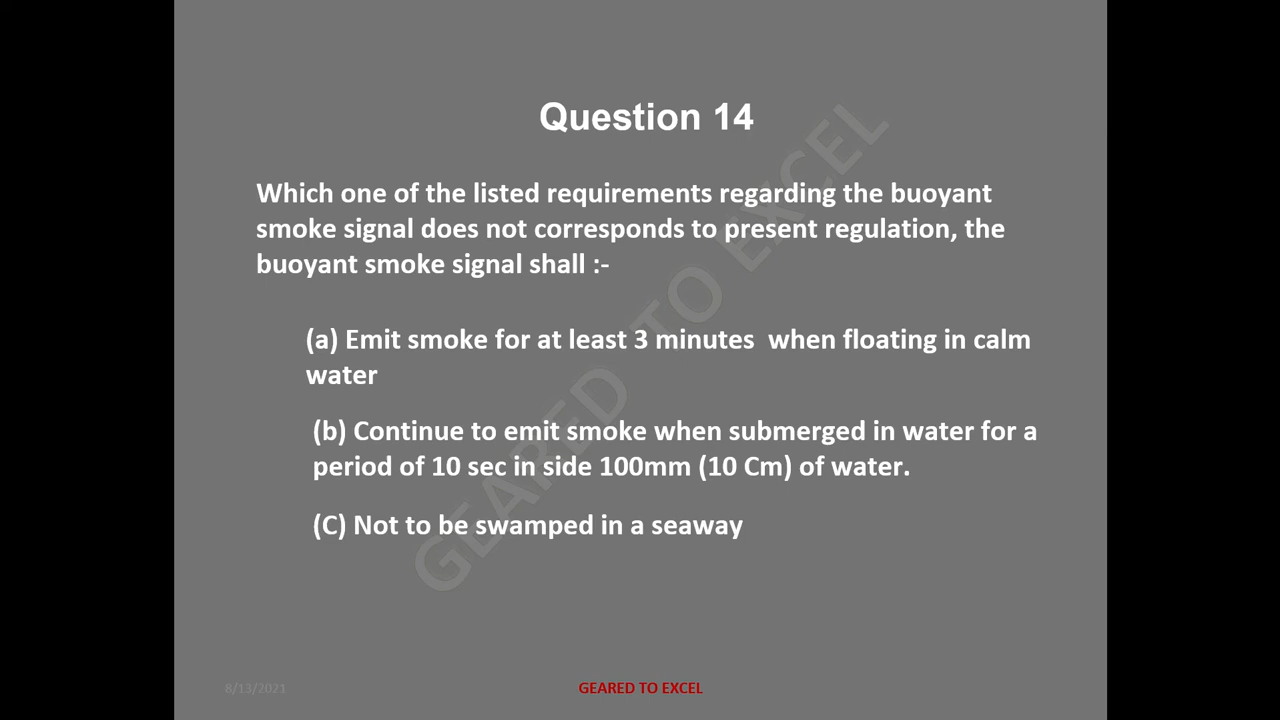 Question 14
Which one of the listed requirements regarding the buoyant
smoke signal does not corresponds to present regulation, the
buoyant smoke signal shall :-
(a) Emit smoke for at least 3 minutes  when floating in calm
water
(b) Continue to emit smoke when submerged in water for a
period of 10 sec in side 100mm (10 Cm) of water.
(C) Not to be swamped in a seaway
GEARED TO EXCEL
8/13/2021
GEARED TO EXCEL